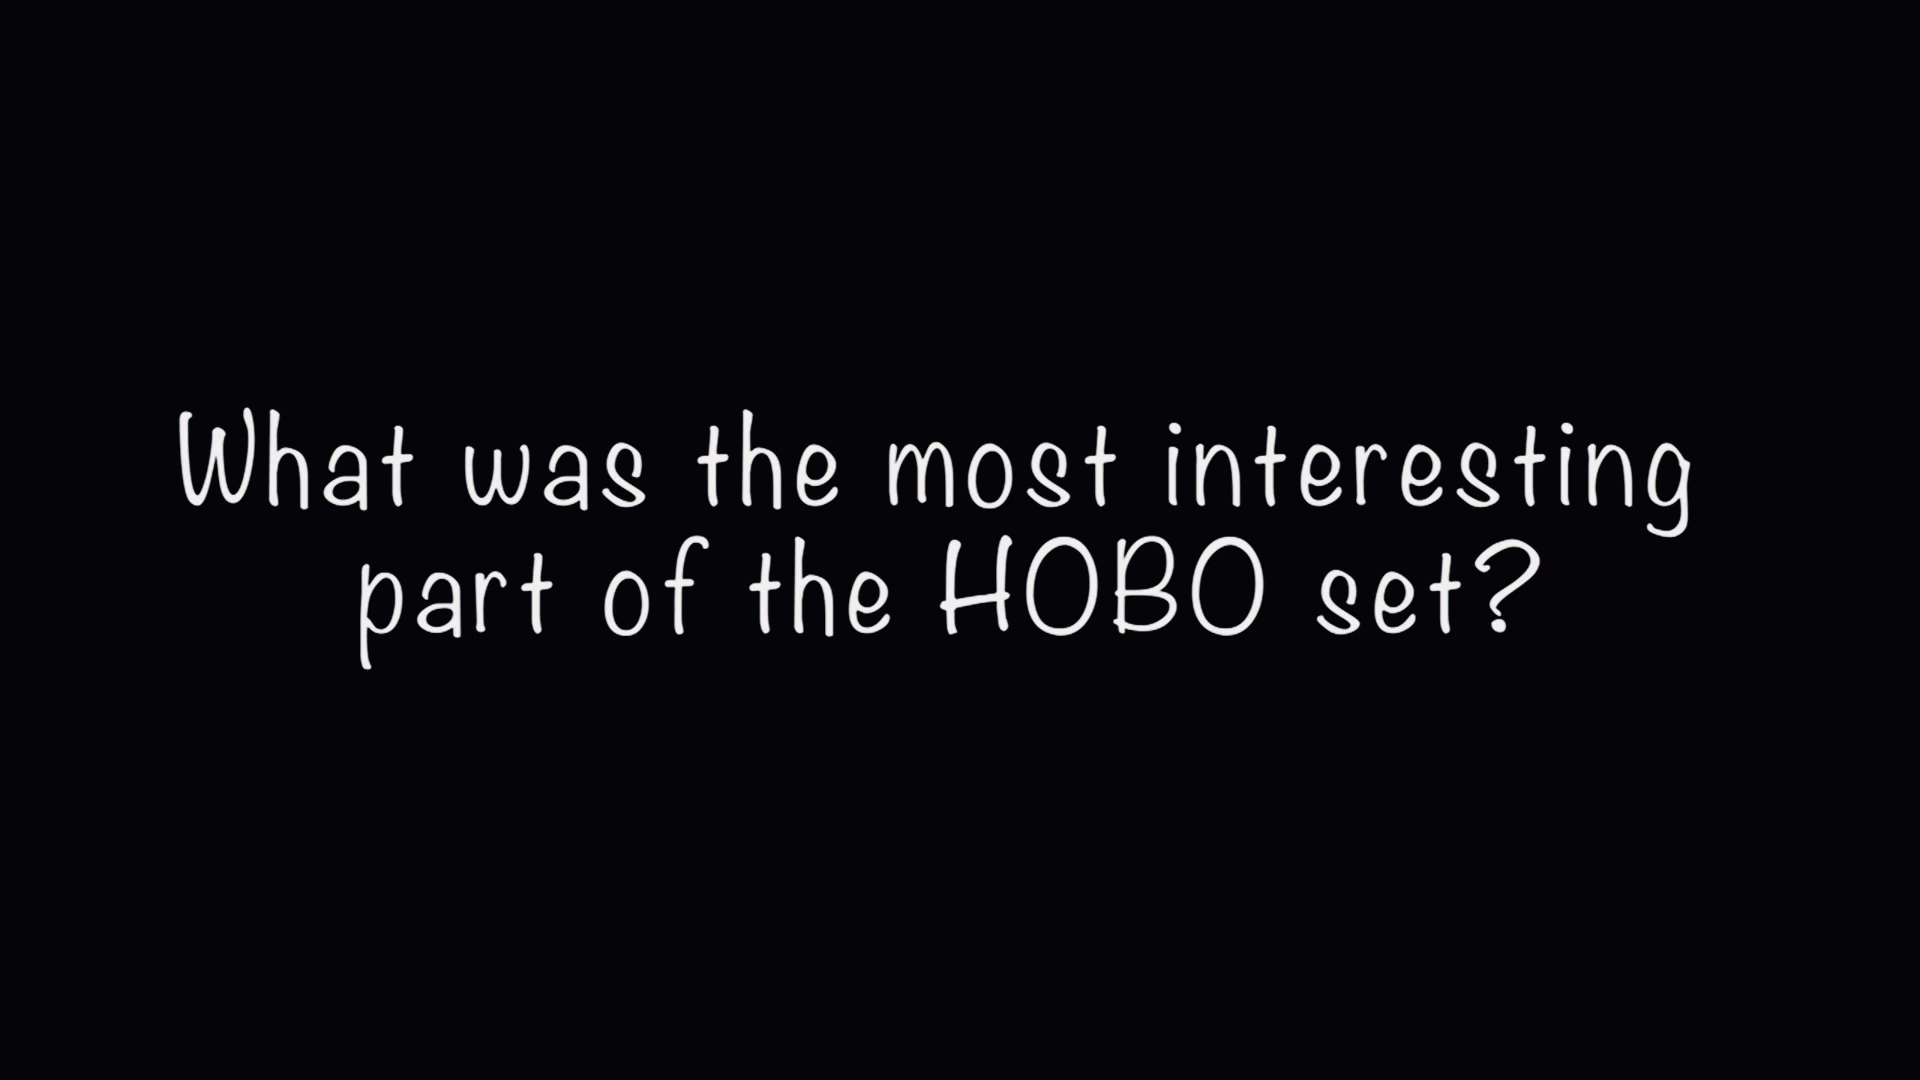 What was the most interesting
part of the HOBO set?